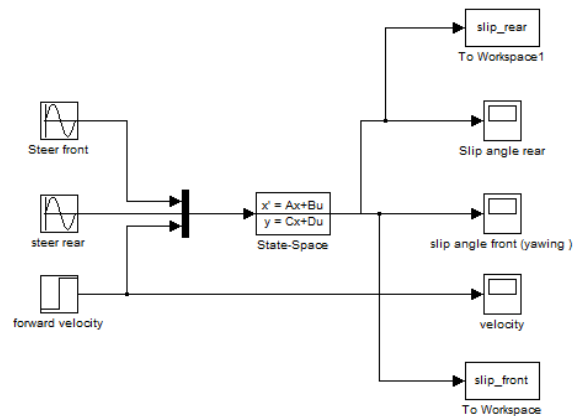 slip_rear
To Workspace1
Steer front
Slip angle rear
steer rear
x' = Ax+Bu
y = Cx+Du
State-Space
slip angle front (yawing )
forward velocity
velocity
slip_front
To Workspace